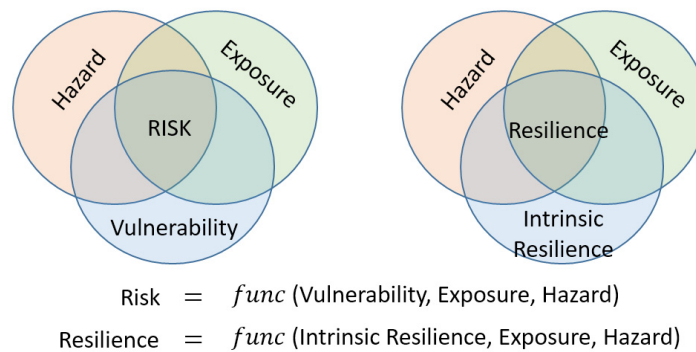 Hazard
Exposure
RISK
Vulnerability
Hazard
Exposure
Resilience
Intrinsic
Resilience
Risk = func (Vulnerability, Exposure, Hazard)
Resilience = func (Intrinsic Resilience, Exposure, Hazard)